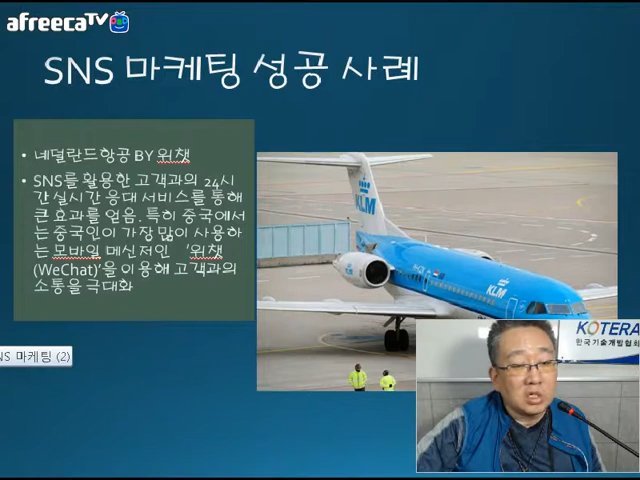 afreecaTV
SNS 마케팅 성공 사례
• 네덜란드항공 BY 위챗
• SNS를 활용한 고객과의 24시
간 실시간 응대 서비스를 통해
큰 효과를 얻음. 특히 중국에서
는 중국인이 가장 많이 사용하
는 모바일 메신저인 '위챗
(WeChat)'을 이용해 고객과의
소통을 극대화
KLM
KLM
KOTERA
한국기술개발협회
NS 마케팅 (2)